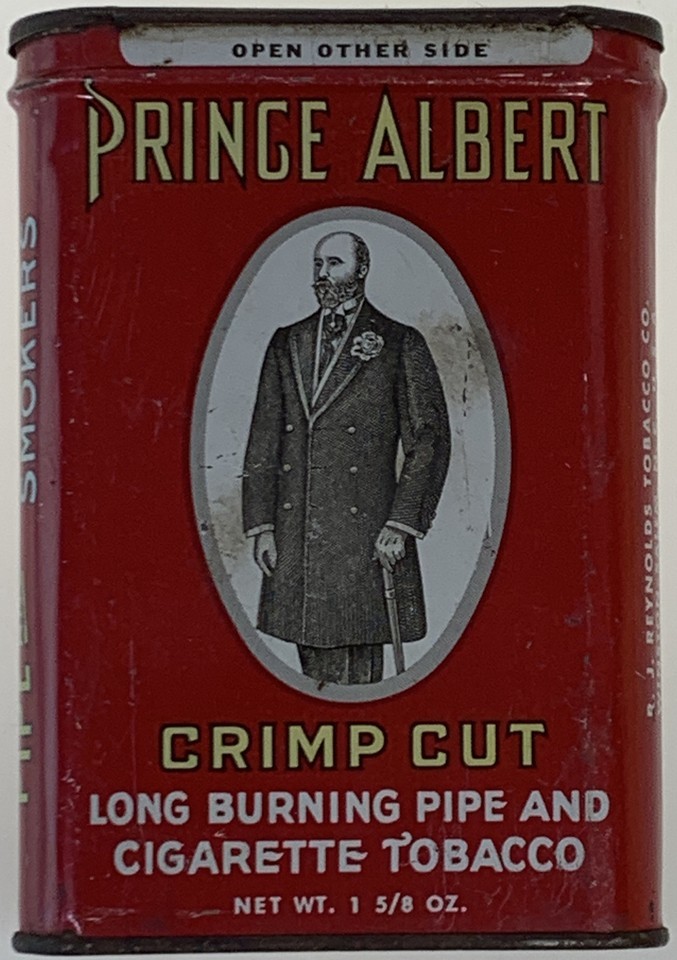 OPEN OTHER SIDE
PRINCE ALBERT
CRIMP CUT
LONG BURNING PIPE AND
CIGARETTE TOBACCO
NET WT. 1 5/8 OZ.
SMOKERS
R. J. REYNOLDS TOBACCO CO.